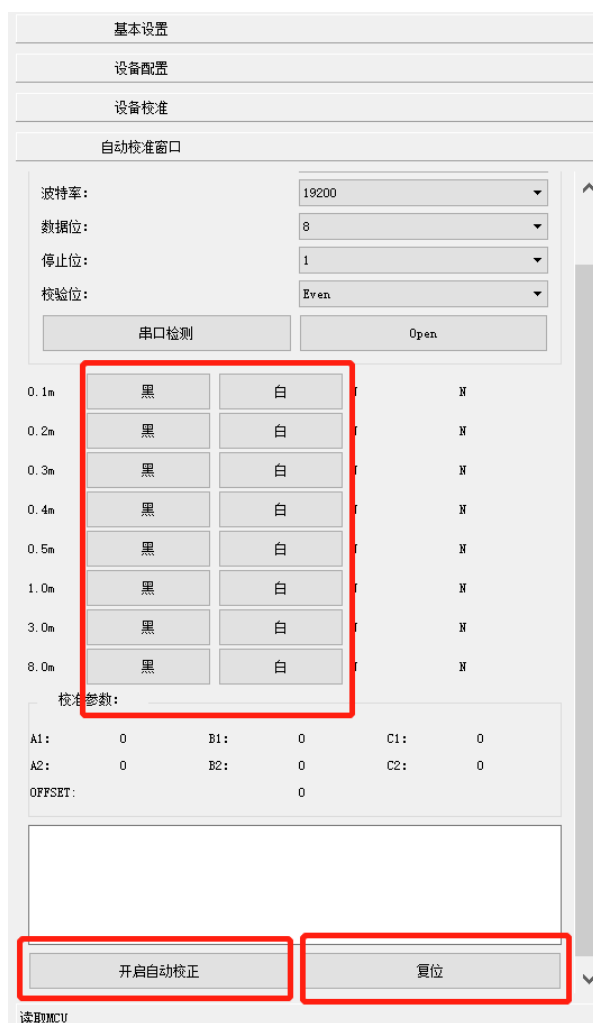 基本设置
设备配置
设备校准
自动校准窗口
波特率: 19200
数据位: 8
停止位: 1
校验位: Even
串口检测 Open
0.1m 黑 白 N
0.2m 黑 白 N
0.3m 黑 白 N
0.4m 黑 白 N
0.5m 黑 白 N
1.0m 黑 白 N
3.0m 黑 白 N
8.0m 黑 白 N
校准参数:
A1: 0 B1: 0 C1: 0
A2: 0 B2: 0 C2: 0
OFFSET: 0
开启自动校正 复位
读取MCU